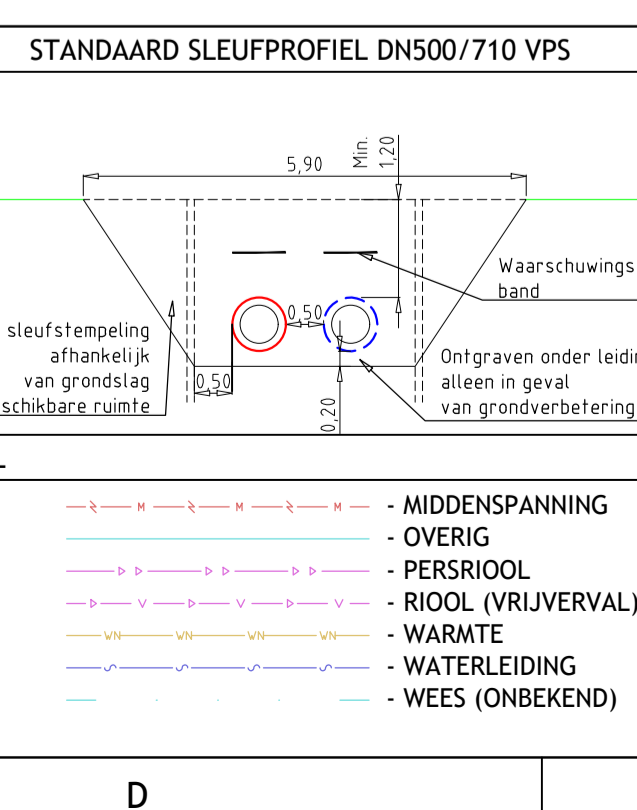 STANDAARD SLEUFPROFIEL DN500/710 VPS
5,90
Min.
1,20
Waarschuwings
band
0,50
sleufstempeling
afhankelijk
van grondslag
schikbare ruimte
0,50
0,20
Ontgraven onder leidin
alleen in geval
van grondverbetering
M M M - MIDDENSPANNING
- OVERIG
- PERSRIOOL
V V V - RIOOL (VRIJVERVAL)
WN WN WN WN - WARMTE
- WATERLEIDING
- WEES (ONBEKEND)
D